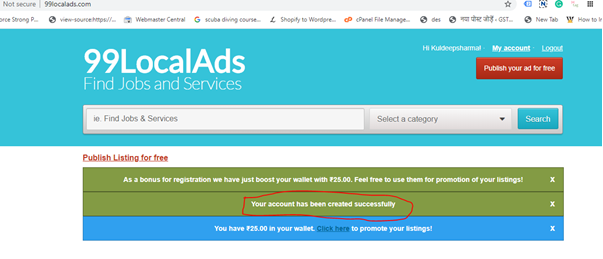 Not secure | 99localads.com
orce Strong P...
view-source:https://...
Webmaster Central
scuba diving course...
Shopify to Wordpre...
cPanel File Manage...
des
नया पोस्ट जोड़ें - GST...
New Tab
How to In
Hi Kuldeepsharma! · My account · Logout
99LocalAds
Find Jobs and Services
Publish your ad for free
ie. Find Jobs & Services
Select a category
Search
Publish Listing for free
As a bonus for registration we have just boost your wallet with ₹25.00. Feel free to use them for promotion of your listings! X
Your account has been created successfully X
You have ₹25.00 in your wallet. Click here to promote your listings! X